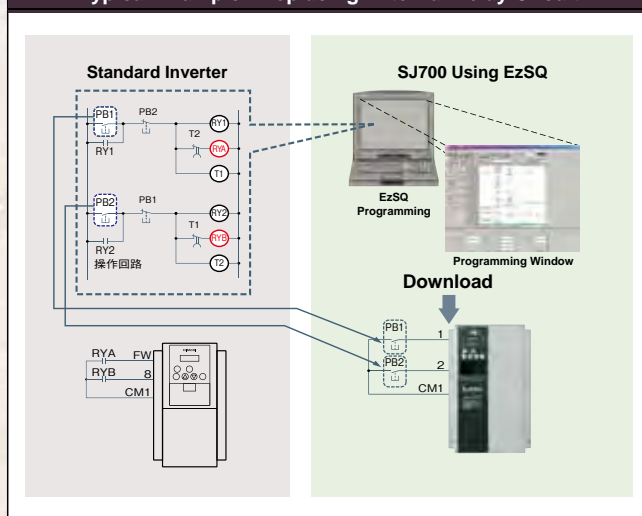 Standard Inverter
PB1
PB2
RY1
RY1
T2
RYA
T1
PB2
PB1
RY2
RY2
T1
RYB
T2
操作回路
RYA
FW
RYB
8
CM1
SJ700 Using EzSQ
EzSQ
Programming
Programming Window
Download
PB1
1
PB2
2
CM1